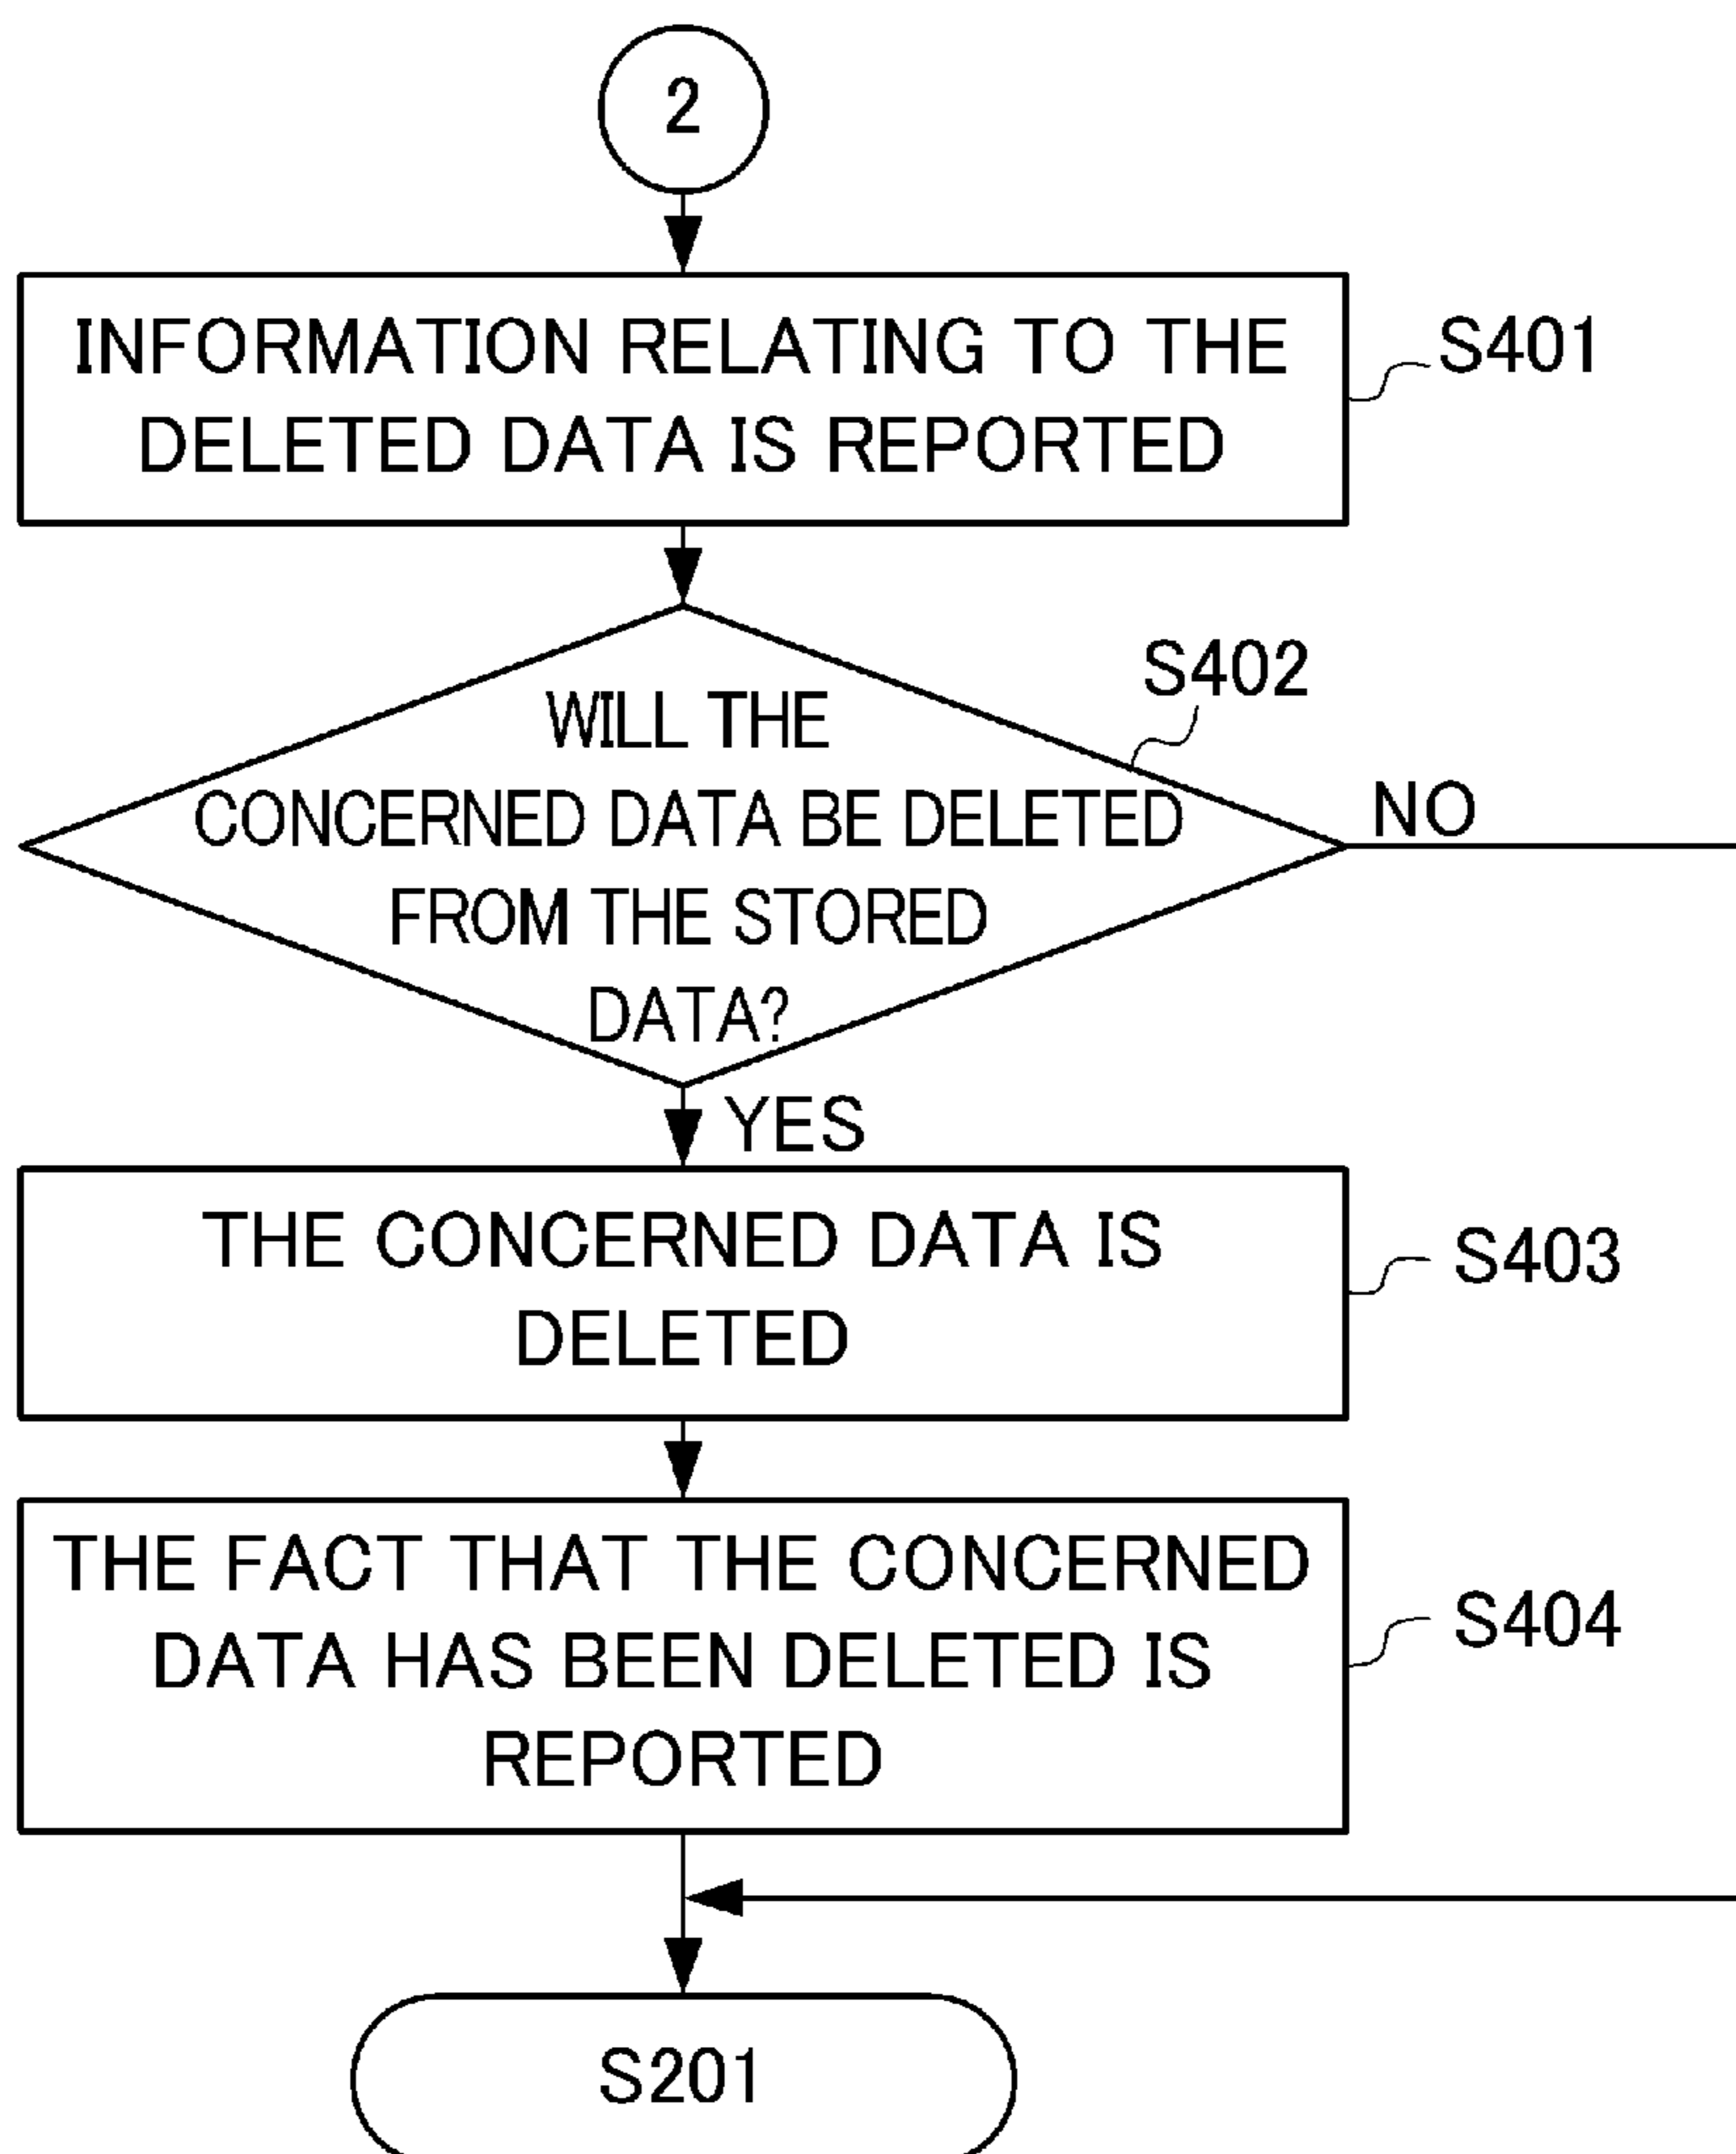 2
INFORMATION RELATING TO THE
DELETED DATA IS REPORTED
S401
S402
WILL THE
CONCERNED DATA BE DELETED
FROM THE STORED
DATA?
NO
YES
THE CONCERNED DATA IS
DELETED
S403
THE FACT THAT THE CONCERNED
DATA HAS BEEN DELETED IS
REPORTED
S404
S201